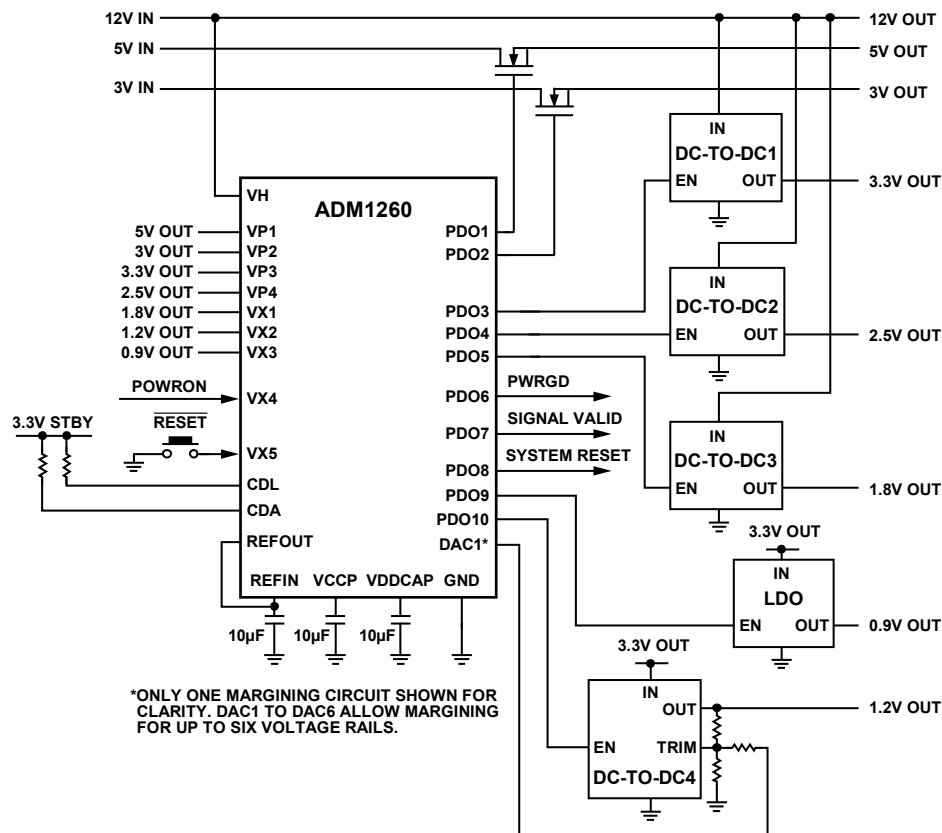 12V IN
12V OUT
5V IN
5V OUT
3V IN
3V OUT
IN
DC-TO-DC1
EN
OUT
3.3V OUT
VH
ADM1260
5V OUT
VP1
PDO1
3V OUT
VP2
PDO2
3.3V OUT
VP3
2.5V OUT
VP4
1.8V OUT
VX1
PDO3
1.2V OUT
VX2
PDO4
0.9V OUT
VX3
PDO5
IN
DC-TO-DC2
EN
OUT
2.5V OUT
POWRON
VX4
PDO6
PWRGD
3.3V STBY
RESET
VX5
PDO7
SIGNAL VALID
PDO8
SYSTEM RESET
IN
DC-TO-DC3
EN
OUT
1.8V OUT
CDL
CDA
PDO9
PDO10
REFOUT
DAC1*
REFIN
VCCP
VDDCAP
GND
10µF
10µF
10µF
3.3V OUT
IN
LDO
EN
OUT
0.9V OUT
3.3V OUT
IN
OUT
1.2V OUT
EN
TRIM
DC-TO-DC4
*ONLY ONE MARGINING CIRCUIT SHOWN FOR
CLARITY. DAC1 TO DAC6 ALLOW MARGINING
FOR UP TO SIX VOLTAGE RAILS.